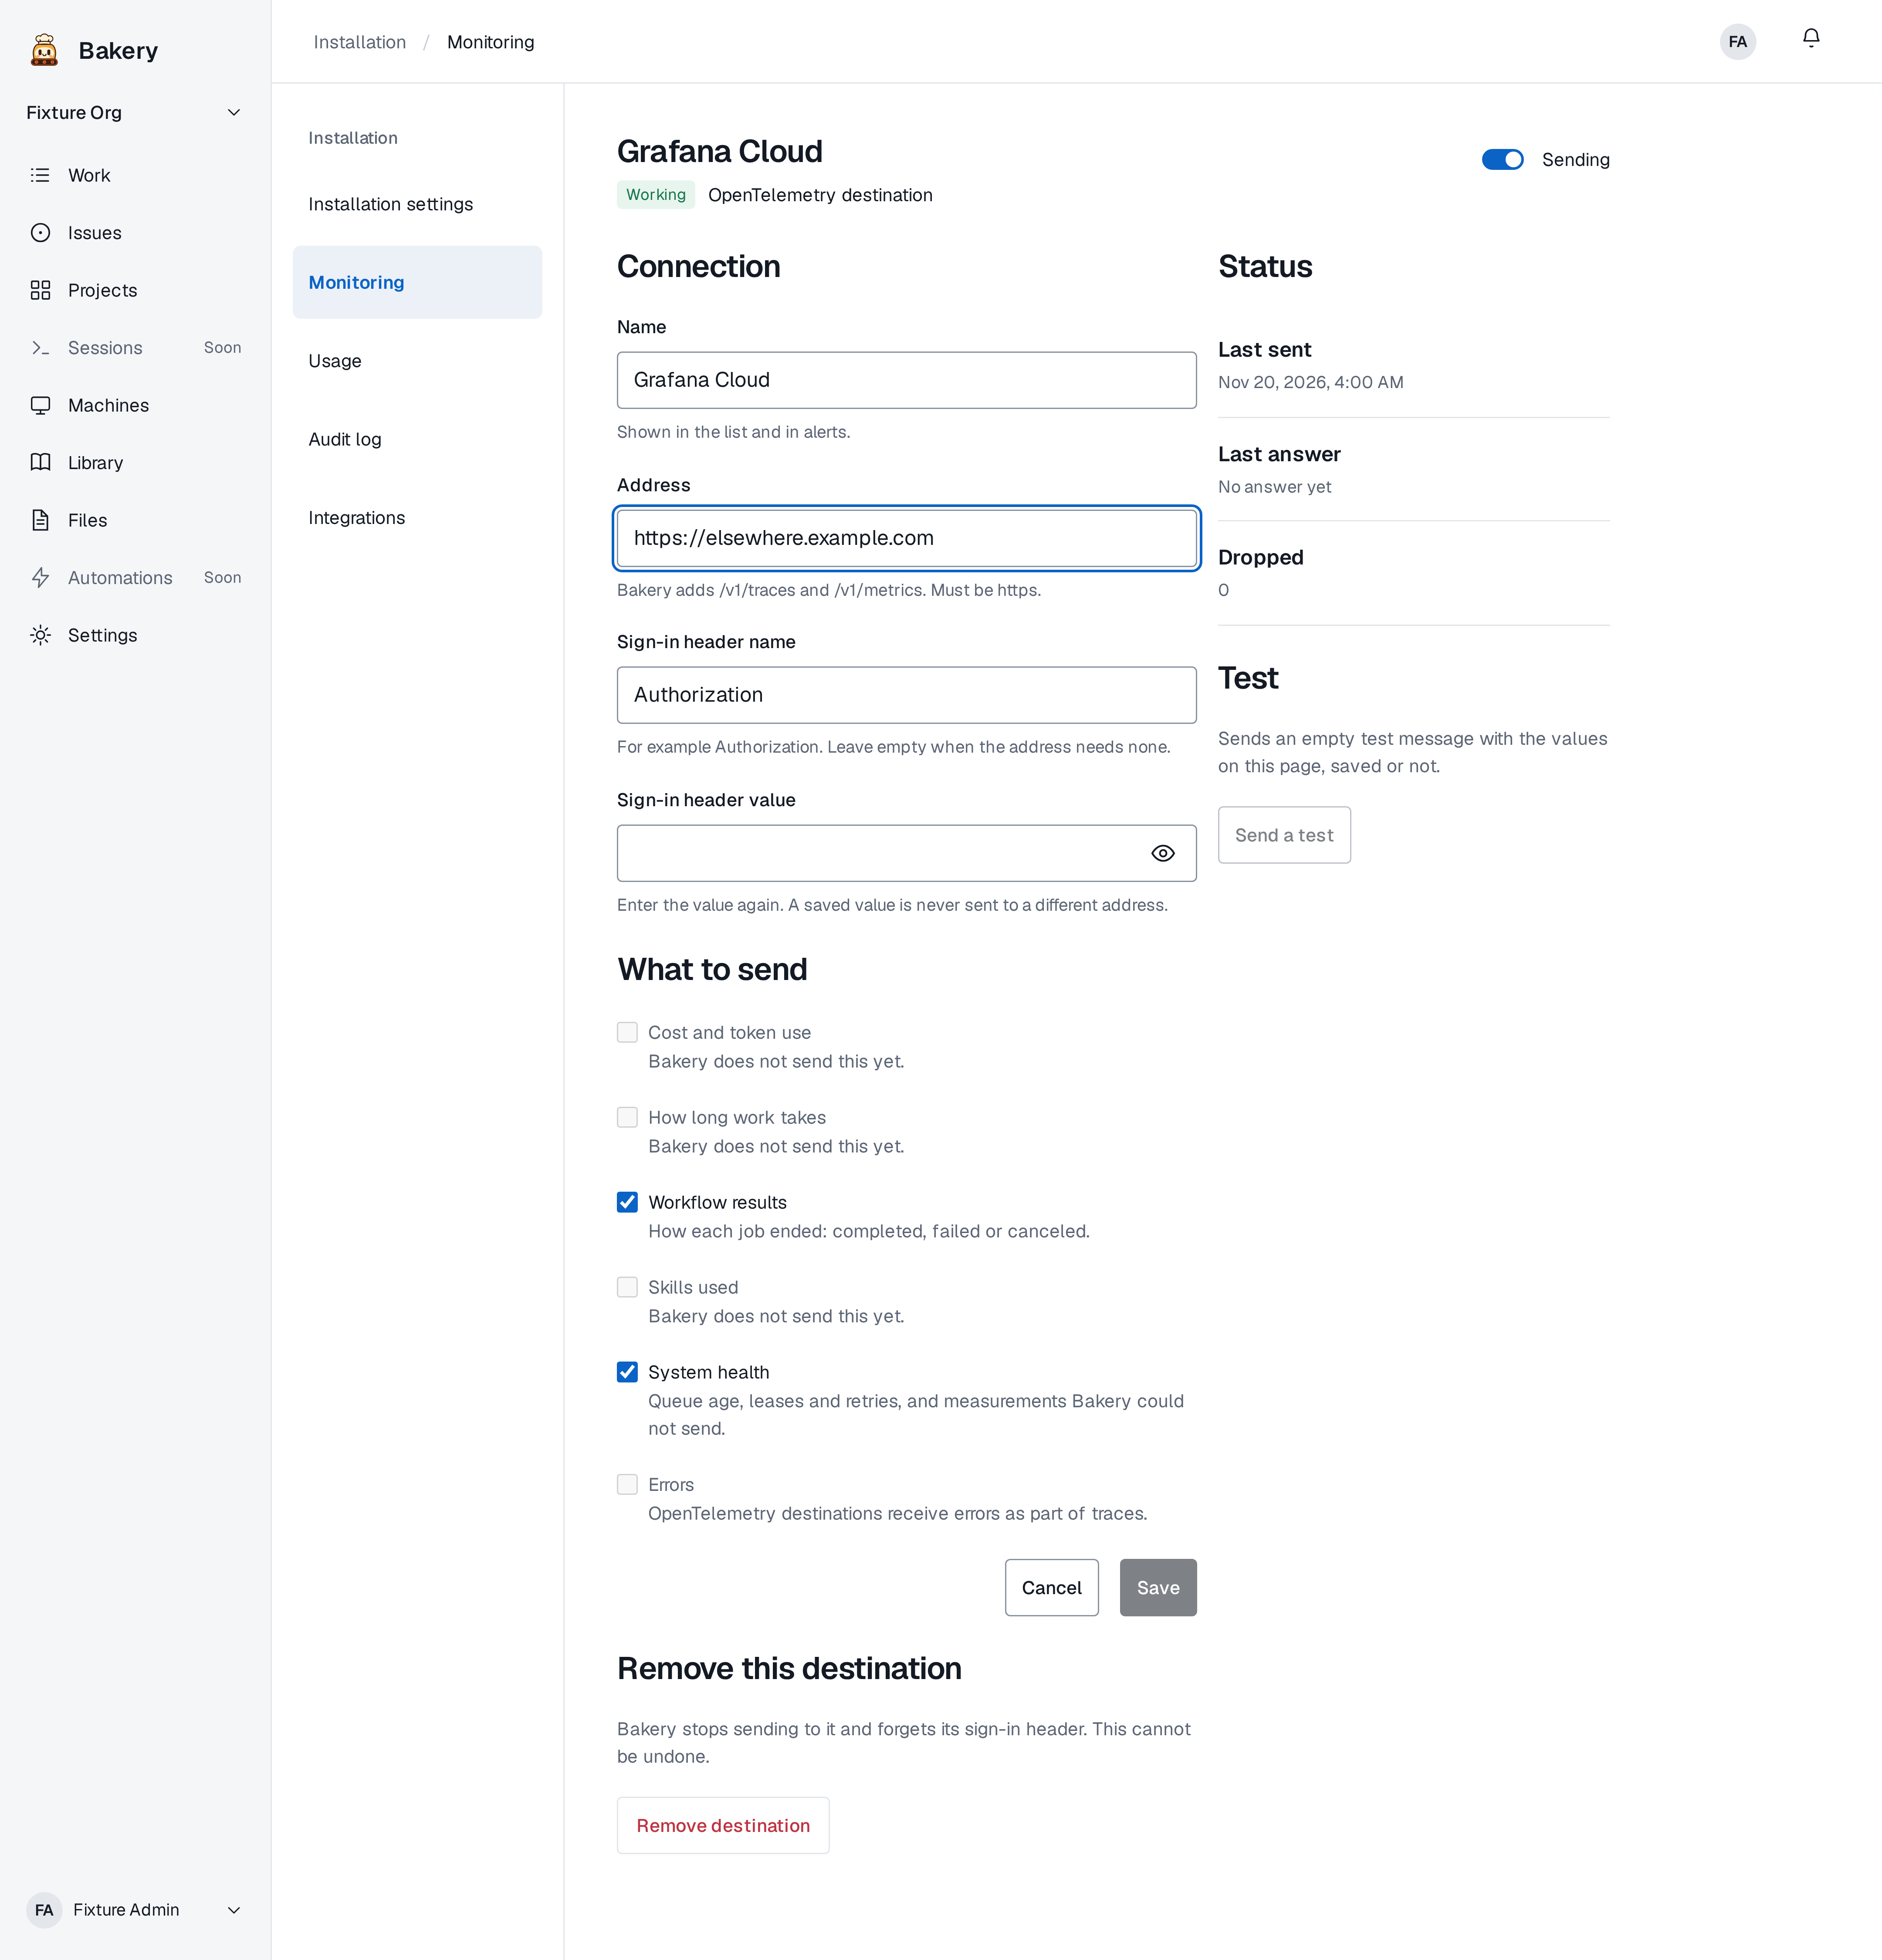 Bakery
Fixture Org
Work
Issues
Projects
Sessions Soon
Machines
Library
Files
Automations Soon
Settings
FA Fixture Admin
Installation / Monitoring
FA
Installation
Installation settings
Monitoring
Usage
Audit log
Integrations
Grafana Cloud
Working OpenTelemetry destination
Sending
Connection
Name
Grafana Cloud
Shown in the list and in alerts.
Address
https://elsewhere.example.com
Bakery adds /v1/traces and /v1/metrics. Must be https.
Sign-in header name
Authorization
For example Authorization. Leave empty when the address needs none.
Sign-in header value
Enter the value again. A saved value is never sent to a different address.
What to send
Cost and token use
Bakery does not send this yet.
How long work takes
Bakery does not send this yet.
Workflow results
How each job ended: completed, failed or canceled.
Skills used
Bakery does not send this yet.
System health
Queue age, leases and retries, and measurements Bakery could
not send.
Errors
OpenTelemetry destinations receive errors as part of traces.
Cancel Save
Remove this destination
Bakery stops sending to it and forgets its sign-in header. This cannot
be undone.
Remove destination
Status
Last sent
Nov 20, 2026, 4:00 AM
Last answer
No answer yet
Dropped
0
Test
Sends an empty test message with the values
on this page, saved or not.
Send a test